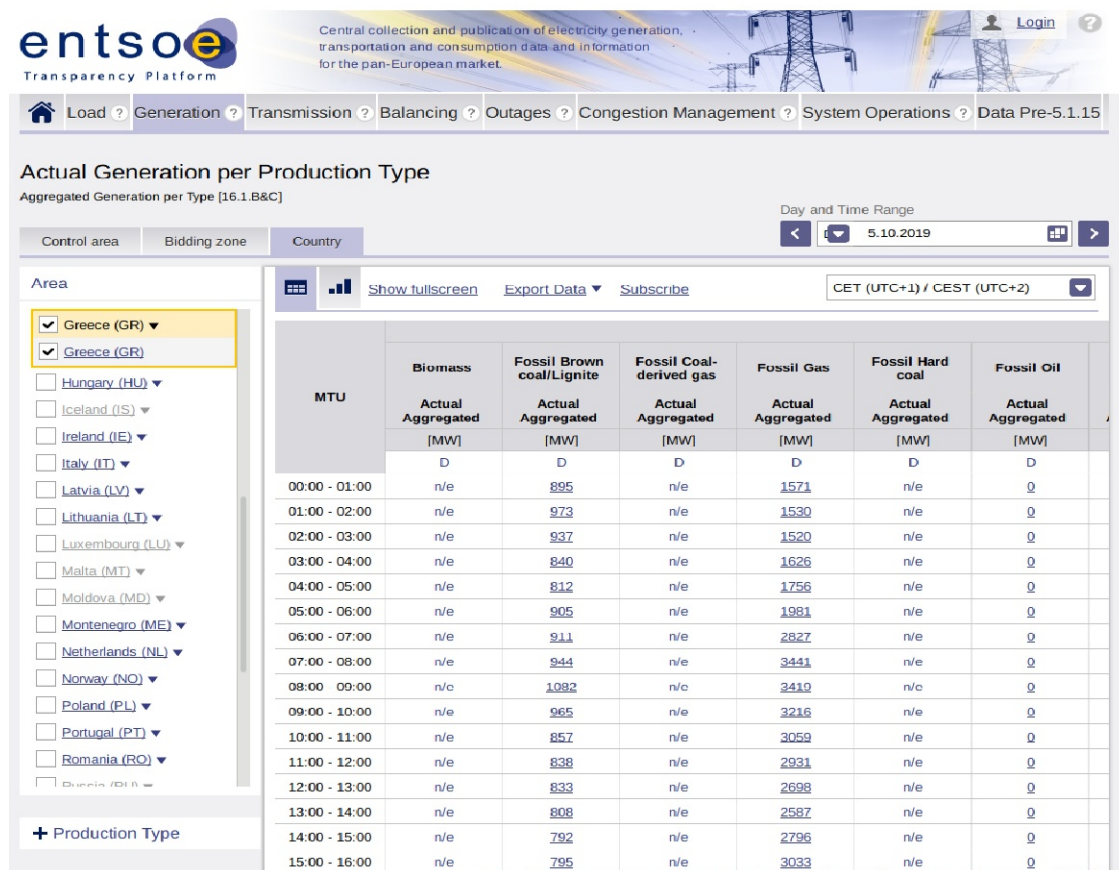 entsoe
Transparency Platform
Central collection and publication of electricity generation,
transportation and consumption data and information
for the pan-European market.
Login ?
Load ? Generation ? Transmission ? Balancing ? Outages ? Congestion Management ? System Operations ? Data Pre-5.1.15
Actual Generation per Production Type
Aggregated Generation per Type [16.1.B&C]
Day and Time Range
Control area Bidding zone Country
< 5.10.2019 >
Area
Show fullscreen Export Data ▼ Subscribe
CET (UTC+1) / CEST (UTC+2)
Greece (GR) ▼
Greece (GR)
Hungary (HU) ▼
Iceland (IS) ▼
Ireland (IE) ▼
Italy (IT) ▼
Latvia (LV) ▼
Lithuania (LT) ▼
Luxembourg (LU) ▼
Malta (MT) ▼
Moldova (MD) ▼
Montenegro (ME) ▼
Netherlands (NL) ▼
Norway (NO) ▼
Poland (PL) ▼
Portugal (PT) ▼
Romania (RO) ▼
+ Production Type
MTU
Biomass Fossil Brown coal/Lignite Fossil Coal-derived gas Fossil Gas Fossil Hard coal Fossil Oil
Actual Aggregated Actual Aggregated Actual Aggregated Actual Aggregated Actual Aggregated Actual Aggregated
[MW] [MW] [MW] [MW] [MW] [MW]
D D D D D D
00:00 - 01:00 n/e 895 n/e 1571 n/e 0
01:00 - 02:00 n/e 973 n/e 1530 n/e 0
02:00 - 03:00 n/e 937 n/e 1520 n/e 0
03:00 - 04:00 n/e 840 n/e 1626 n/e 0
04:00 - 05:00 n/e 812 n/e 1756 n/e 0
05:00 - 06:00 n/e 905 n/e 1981 n/e 0
06:00 - 07:00 n/e 911 n/e 2827 n/e 0
07:00 - 08:00 n/e 944 n/e 3441 n/e 0
08:00 09:00 n/e 1082 n/e 3419 n/e 0
09:00 - 10:00 n/e 965 n/e 3216 n/e 0
10:00 - 11:00 n/e 857 n/e 3059 n/e 0
11:00 - 12:00 n/e 838 n/e 2931 n/e 0
12:00 - 13:00 n/e 833 n/e 2698 n/e 0
13:00 - 14:00 n/e 808 n/e 2587 n/e 0
14:00 - 15:00 n/e 792 n/e 2796 n/e 0
15:00 - 16:00 n/e 795 n/e 3033 n/e 0